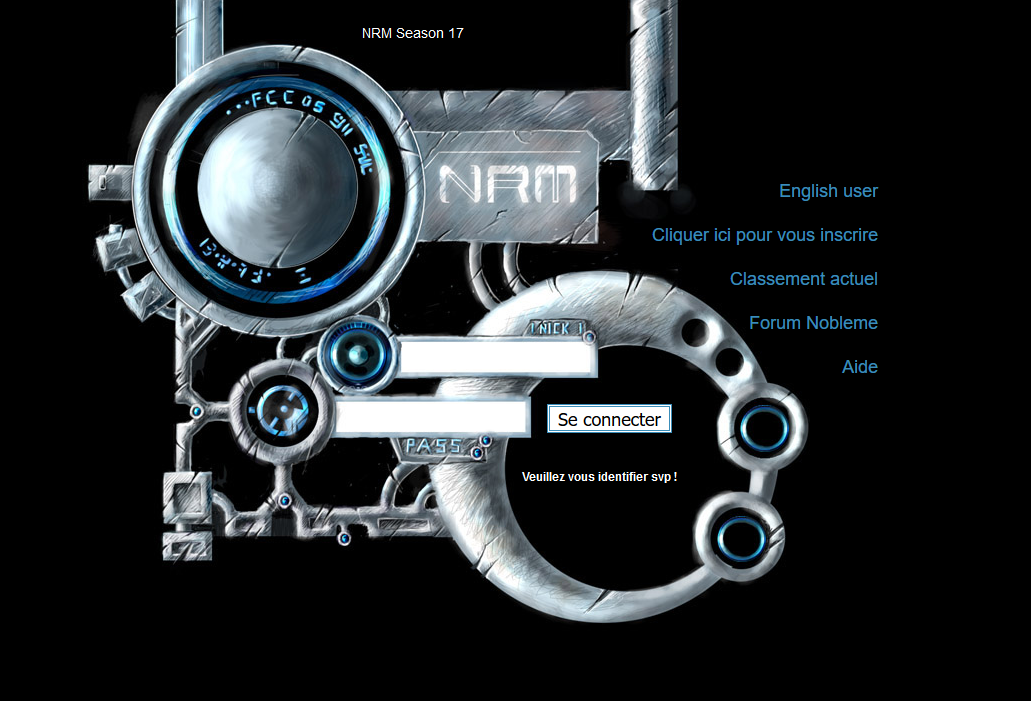 NRM Season 17
NRM
English user
Cliquer ici pour vous inscrire
Classement actuel
Forum Nobleme
Aide
NICK
Se connecter
PASS
Veuillez vous identifier svp !